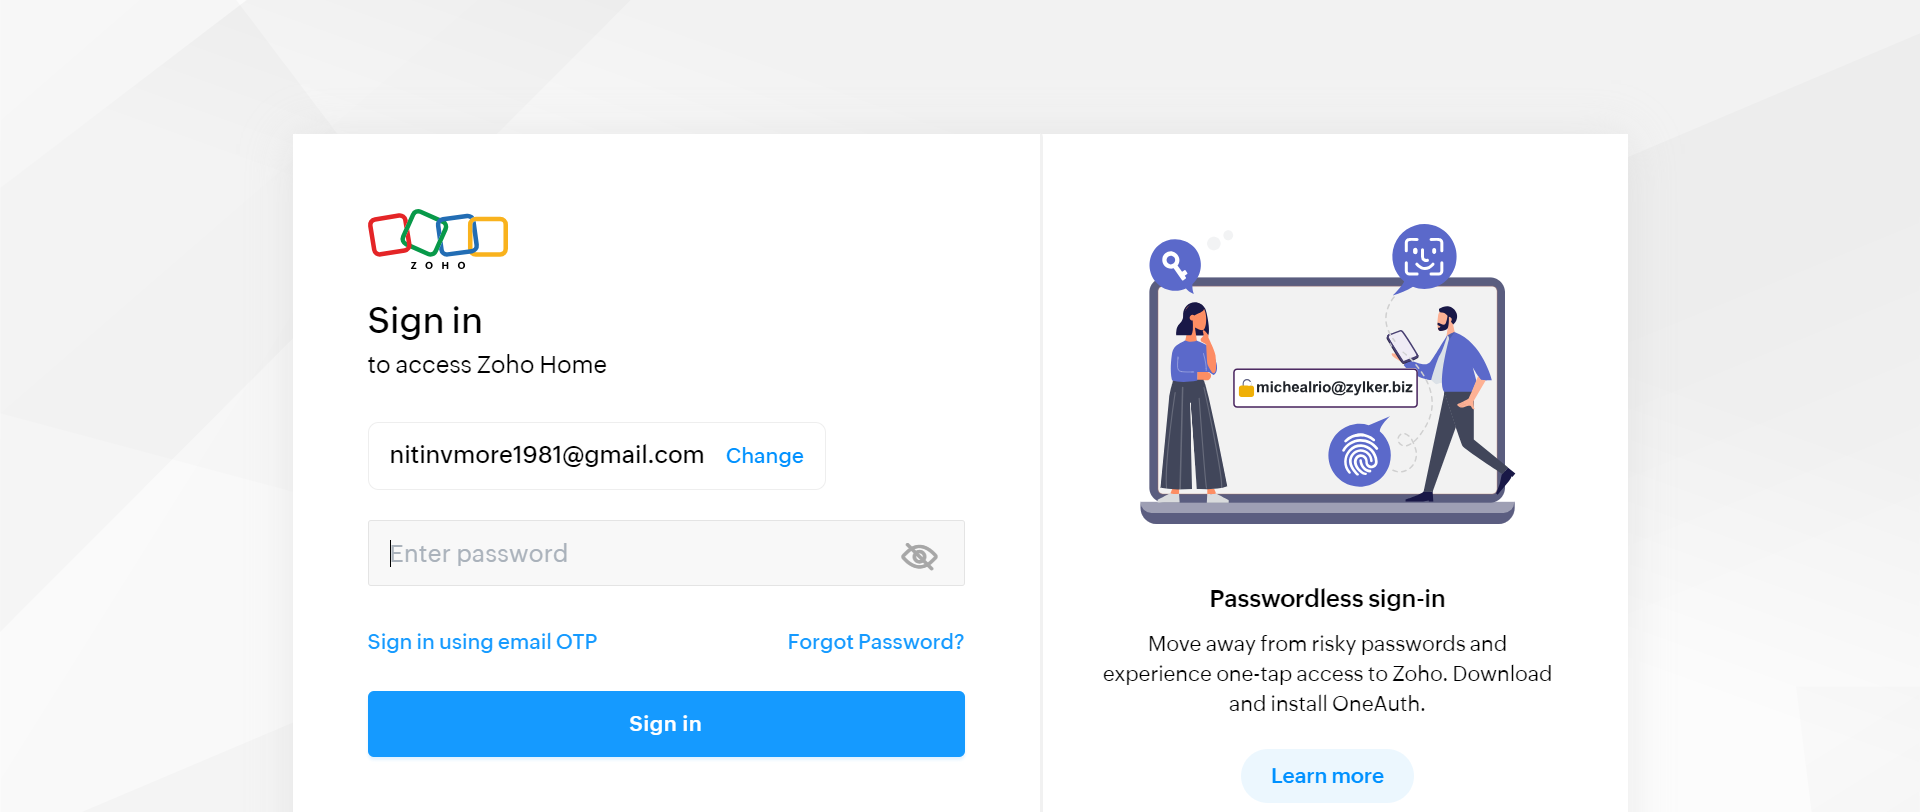 ZOHO
Sign in
to access Zoho Home
nitinvmore1981@gmail.com Change
Enter password
Sign in using email OTP Forgot Password?
Sign in
michealrio@zylker.biz
Passwordless sign-in
Move away from risky passwords and
experience one-tap access to Zoho. Download
and install OneAuth.
Learn more